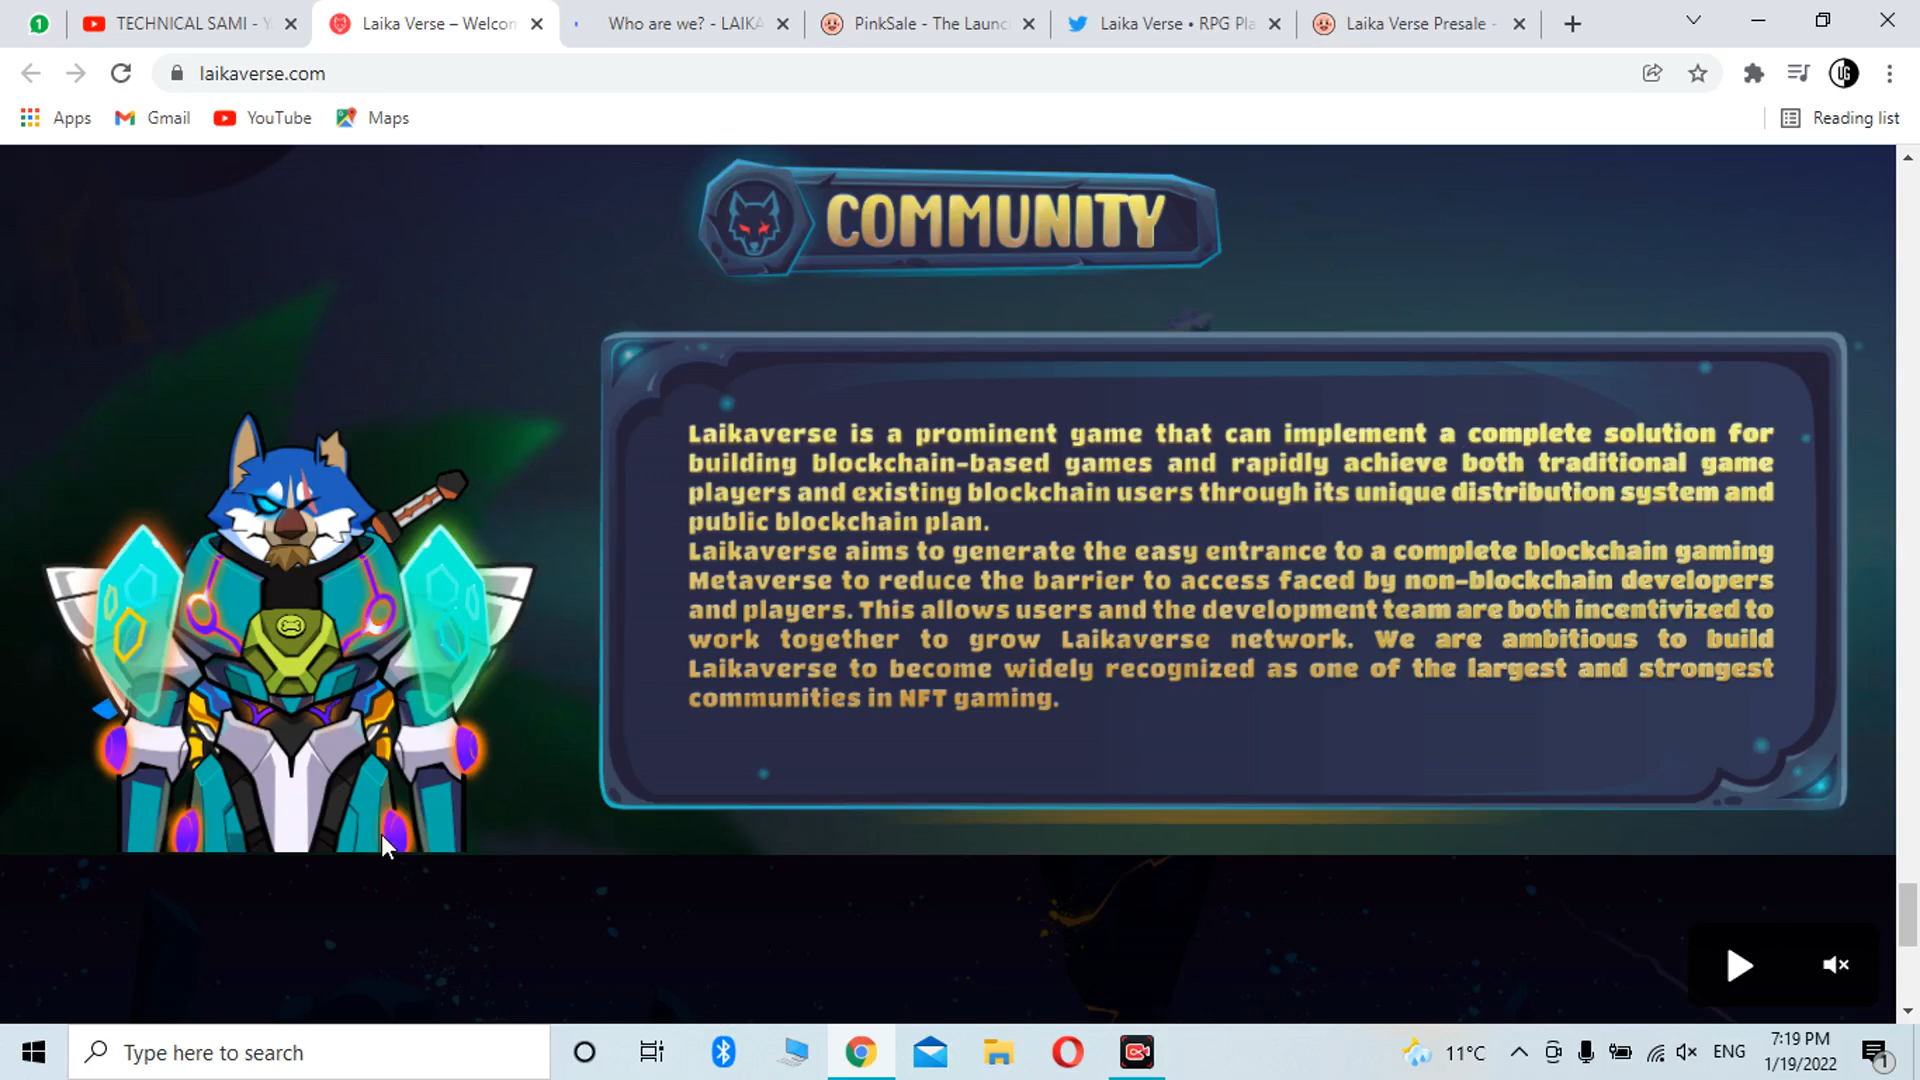 1
TECHNICAL SAMI - Y
Laika Verse – Welcom
Who are we? - LAIKA
PinkSale - The Launc
Laika Verse • RPG Pla
Laika Verse Presale -
laikaverse.com
UG
Apps
Gmail
YouTube
Maps
Reading list
COMMUNITY
Laikaverse is a prominent game that can implement a complete solution for
building blockchain-based games and rapidly achieve both traditional game
players and existing blockchain users through its unique distribution system and
public blockchain plan.
Laikaverse aims to generate the easy entrance to a complete blockchain gaming
Metaverse to reduce the barrier to access faced by non-blockchain developers
and players. This allows users and the development team are both incentivized to
work together to grow Laikaverse network. We are ambitious to build
Laikaverse to become widely recognized as one of the largest and strongest
communities in NFT gaming.
Type here to search
11°C
ENG
7:19 PM
1/19/2022
1